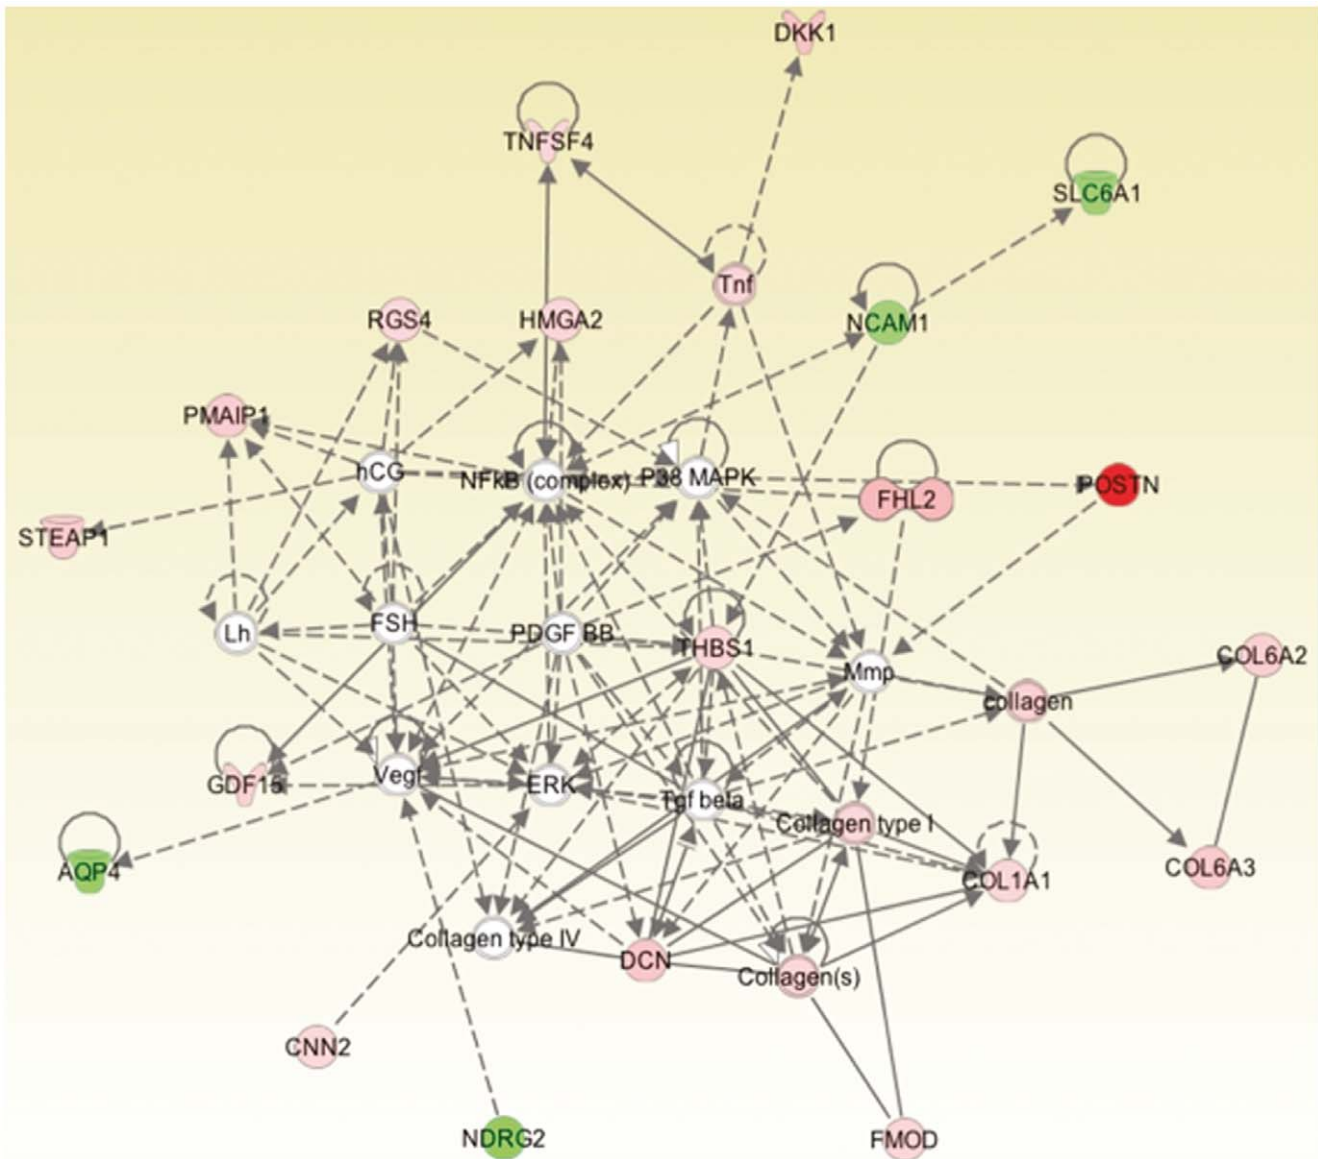 DKK1
TNFSF4
SLC6A1
Tnf
RGS4
HMGA2
NCAM1
PMAIP1
hCG
NFkB (complex)
P38 MAPK
FHL2
POSTN
STEAP1
Lh
FSH
PDGF BB
THBS1
Mmp
COL6A2
collagen
GDF15
Vegf
ERK
Tgf beta
Collagen type I
AQP4
COL1A1
COL6A3
Collagen type IV
DCN
Collagen(s)
CNN2
NDRG2
FMOD